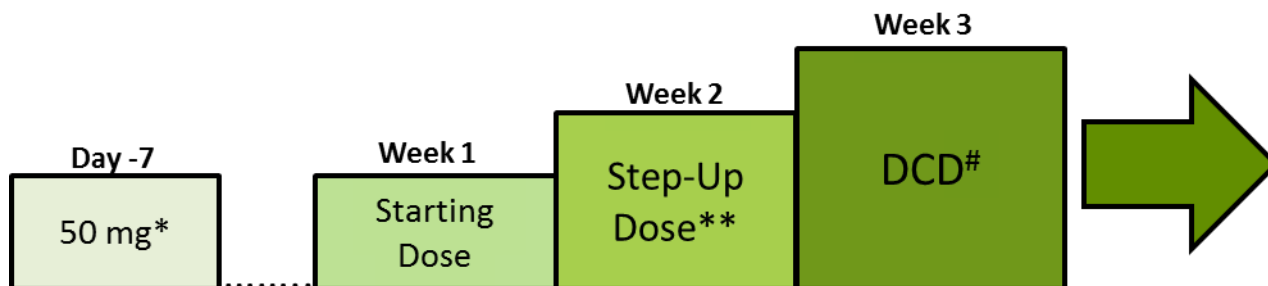 Day -7
50 mg*
Week 1
Starting
Dose
Week 2
Step-Up
Dose**
Week 3
DCD#